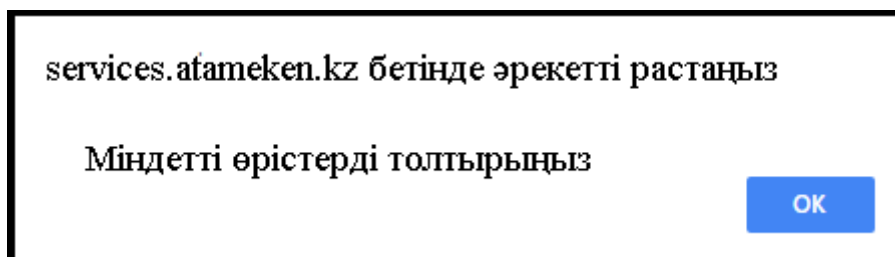 services.atameken.kz бетінде әрекетті растаңыз
Міндетті өрістерді толтырыңыз
OK